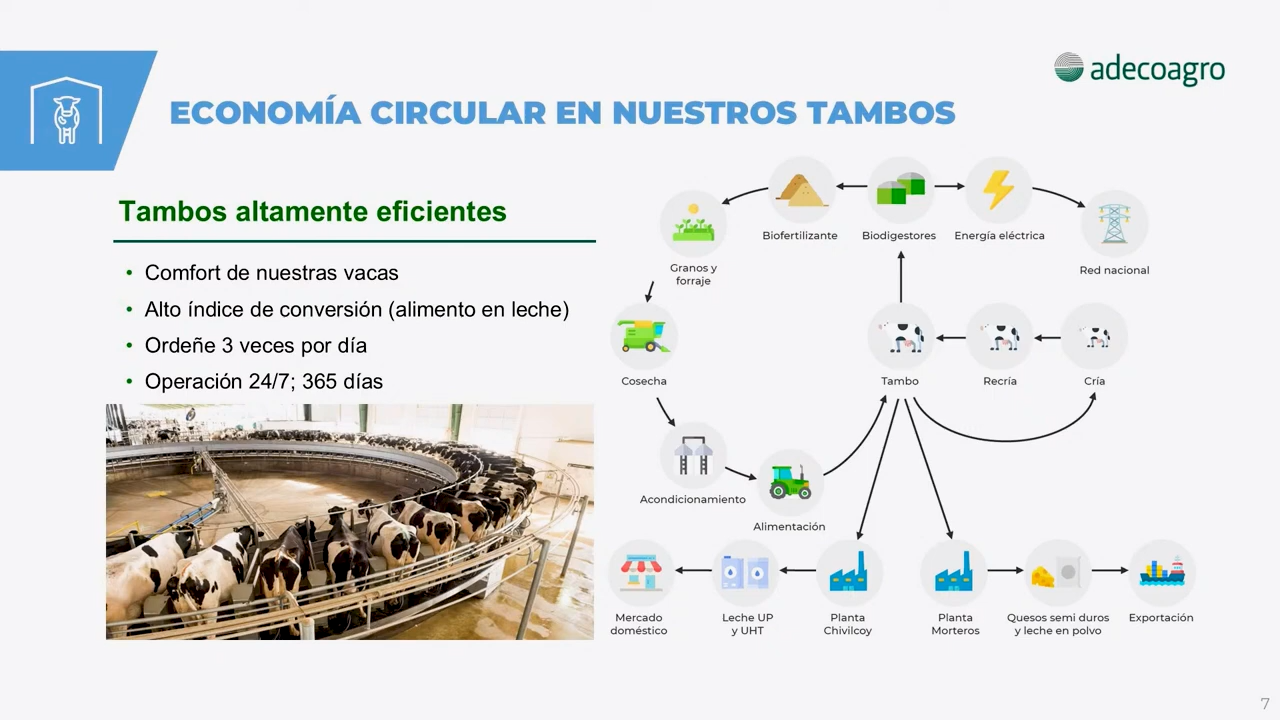 adecoagro
ECONOMÍA CIRCULAR EN NUESTROS TAMBOS
Tambos altamente eficientes
• Comfort de nuestras vacas
• Alto índice de conversión (alimento en leche)
• Ordeñe 3 veces por día
• Operación 24/7; 365 días
Biofertilizante
Biodigestores
Energía eléctrica
Granos y
forraje
Red nacional
Cosecha
Tambo
Recría
Cría
Acondicionamiento
Alimentación
Mercado
doméstico
Leche UP
y UHT
Planta
Chivilcoy
Planta
Morteros
Quesos semi duros
y leche en polvo
Exportación
7